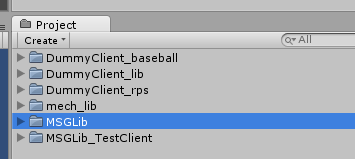 Project
Create
All
DummyClient_baseball
DummyClient_lib
DummyClient_rps
mech_lib
MSGLib
MSGLib_TestClient